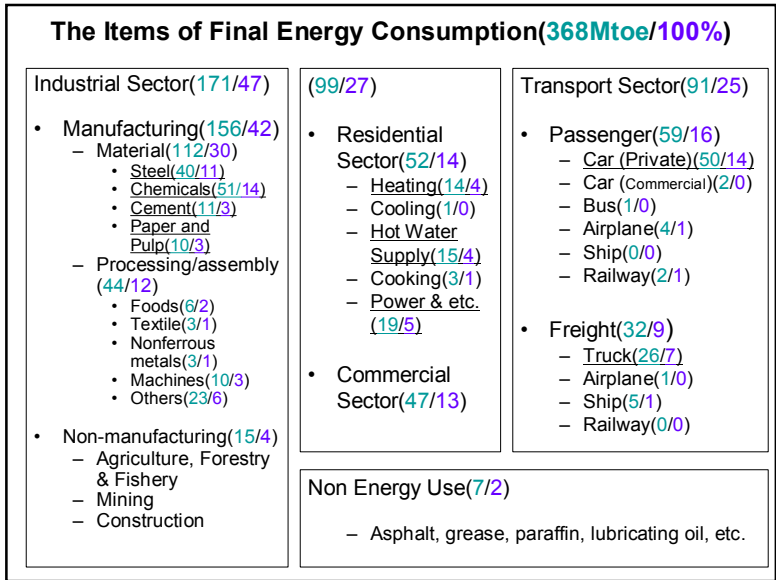 The Items of Final Energy Consumption(368Mtoe/100%)
Industrial Sector(171/47)
• Manufacturing(156/42)
– Material(112/30)
• Steel(40/11)
• Chemicals(51/14)
• Cement(11/3)
• Paper and
Pulp(10/3)
– Processing/assembly
(44/12)
• Foods(6/2)
• Textile(3/1)
• Nonferrous
metals(3/1)
• Machines(10/3)
• Others(23/6)
• Non-manufacturing(15/4)
– Agriculture, Forestry
& Fishery
– Mining
– Construction
(99/27)
• Residential
Sector(52/14)
– Heating(14/4)
– Cooling(1/0)
– Hot Water
Supply(15/4)
– Cooking(3/1)
– Power & etc.
(19/5)
• Commercial
Sector(47/13)
Transport Sector(91/25)
• Passenger(59/16)
– Car (Private)(50/14)
– Car (Commercial)(2/0)
– Bus(1/0)
– Airplane(4/1)
– Ship(0/0)
– Railway(2/1)
• Freight(32/9)
– Truck(26/7)
– Airplane(1/0)
– Ship(5/1)
– Railway(0/0)
Non Energy Use(7/2)
– Asphalt, grease, paraffin, lubricating oil, etc.